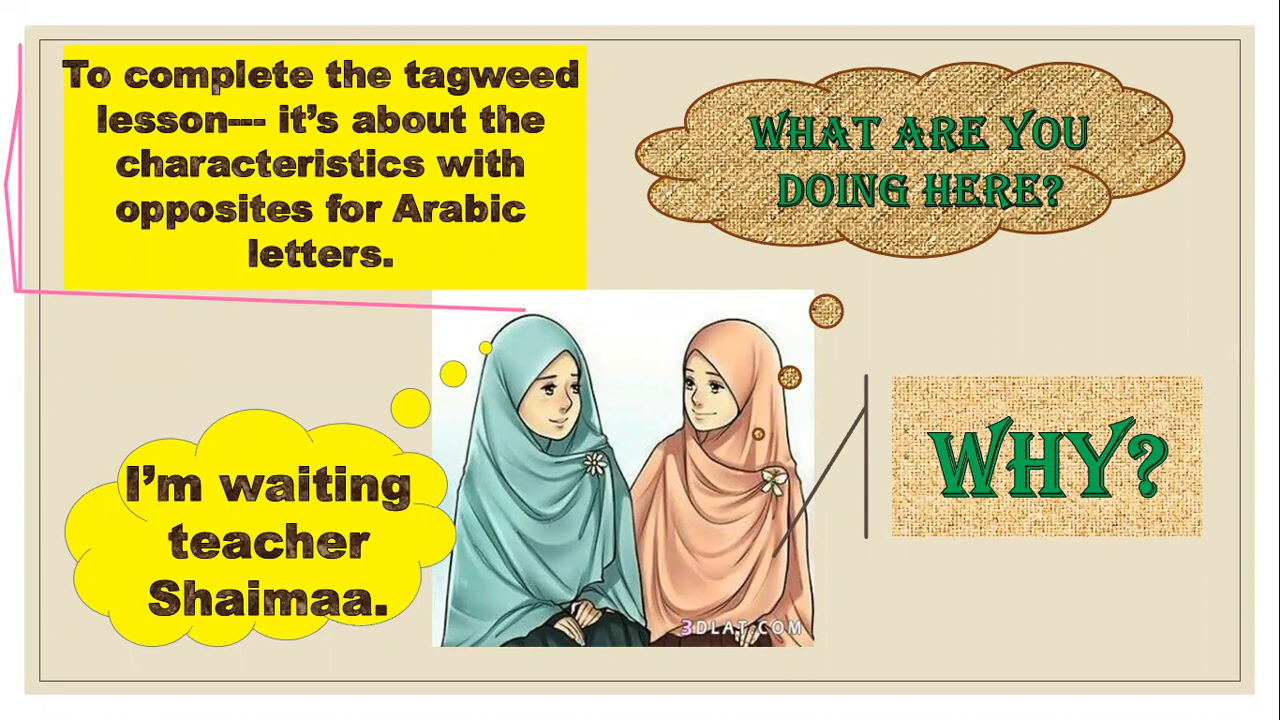 WHAT ARE YOU
DOING HERE?
I'm waiting
teacher
Shaimaa.
WHY?
To complete the tagweed
lesson--- it's about the
characteristics with
opposites for Arabic
letters.
3DLAT.COM